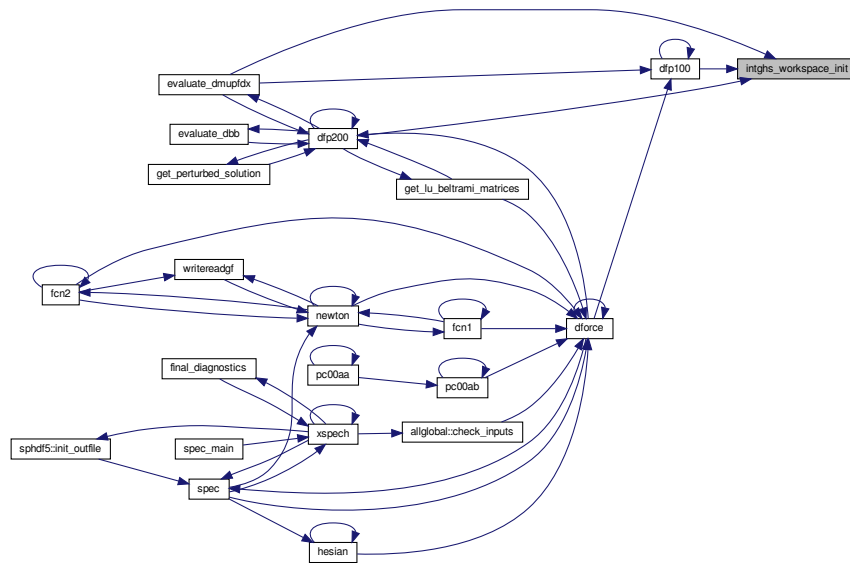 intghs_workspace_init
dfp100
evaluate_dmupfdx
evaluate_dbb
dfp200
get_perturbed_solution
get_lu_beltrami_matrices
writereadgf
fcn2
newton
fcn1
dforce
final_diagnostics
pc00aa
pc00ab
xspech
allglobal::check_inputs
sphdf5::init_outfile
spec_main
spec
hesian